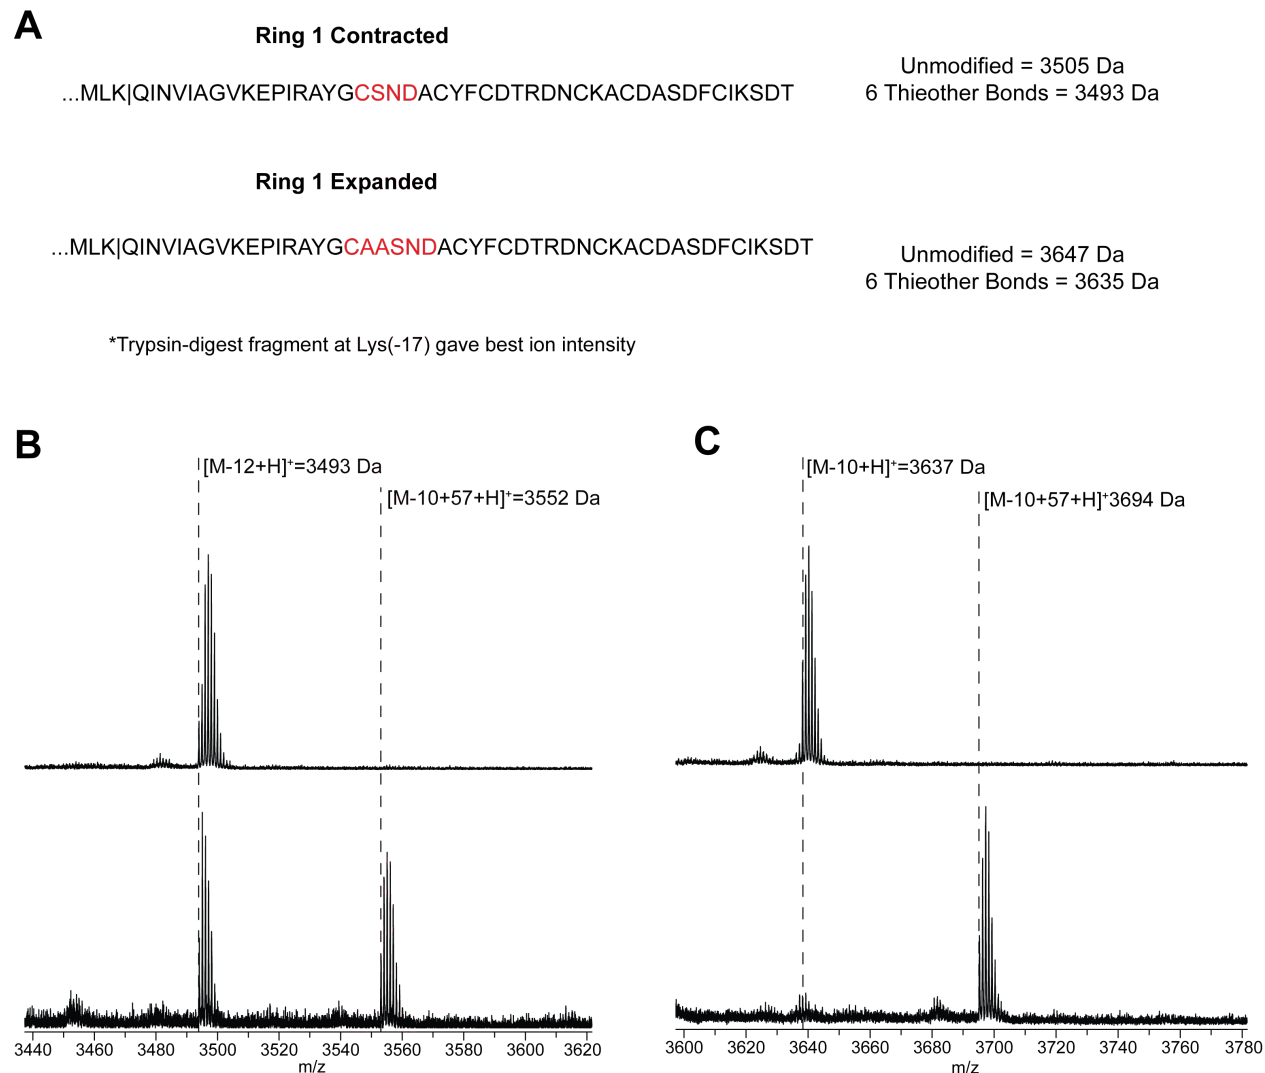 A
Ring 1 Contracted
...MLK|QINVIAGVKEPIRAYGCSNDACYFCDTRDNCKACDASDFCIKSDT
Unmodified = 3505 Da
6 Thieother Bonds = 3493 Da
Ring 1 Expanded
...MLK|QINVIAGVKEPIRAYGCAASNDACYFCDTRDNCKACDASDFCIKSDT
Unmodified = 3647 Da
6 Thieother Bonds = 3635 Da
*Trypsin-digest fragment at Lys(-17) gave best ion intensity
B
[M-12+H]⁺=3493 Da
[M-10+57+H]⁺=3552 Da
3440 3460 3480 3500 3520 3540 3560 3580 3600 3620
m/z
C
[M-10+H]⁺=3637 Da
[M-10+57+H]⁺3694 Da
3600 3620 3640 3660 3680 3700 3720 3740 3760 3780
m/z